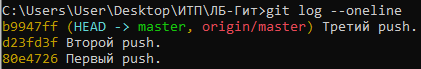 C:\Users\User\Desktop\ИТП\ЛБ-Гит>git log --oneline
b9947ff (HEAD -> master, origin/master) Третий push.
d23fd3f Второй push.
80e4726 Первый push.